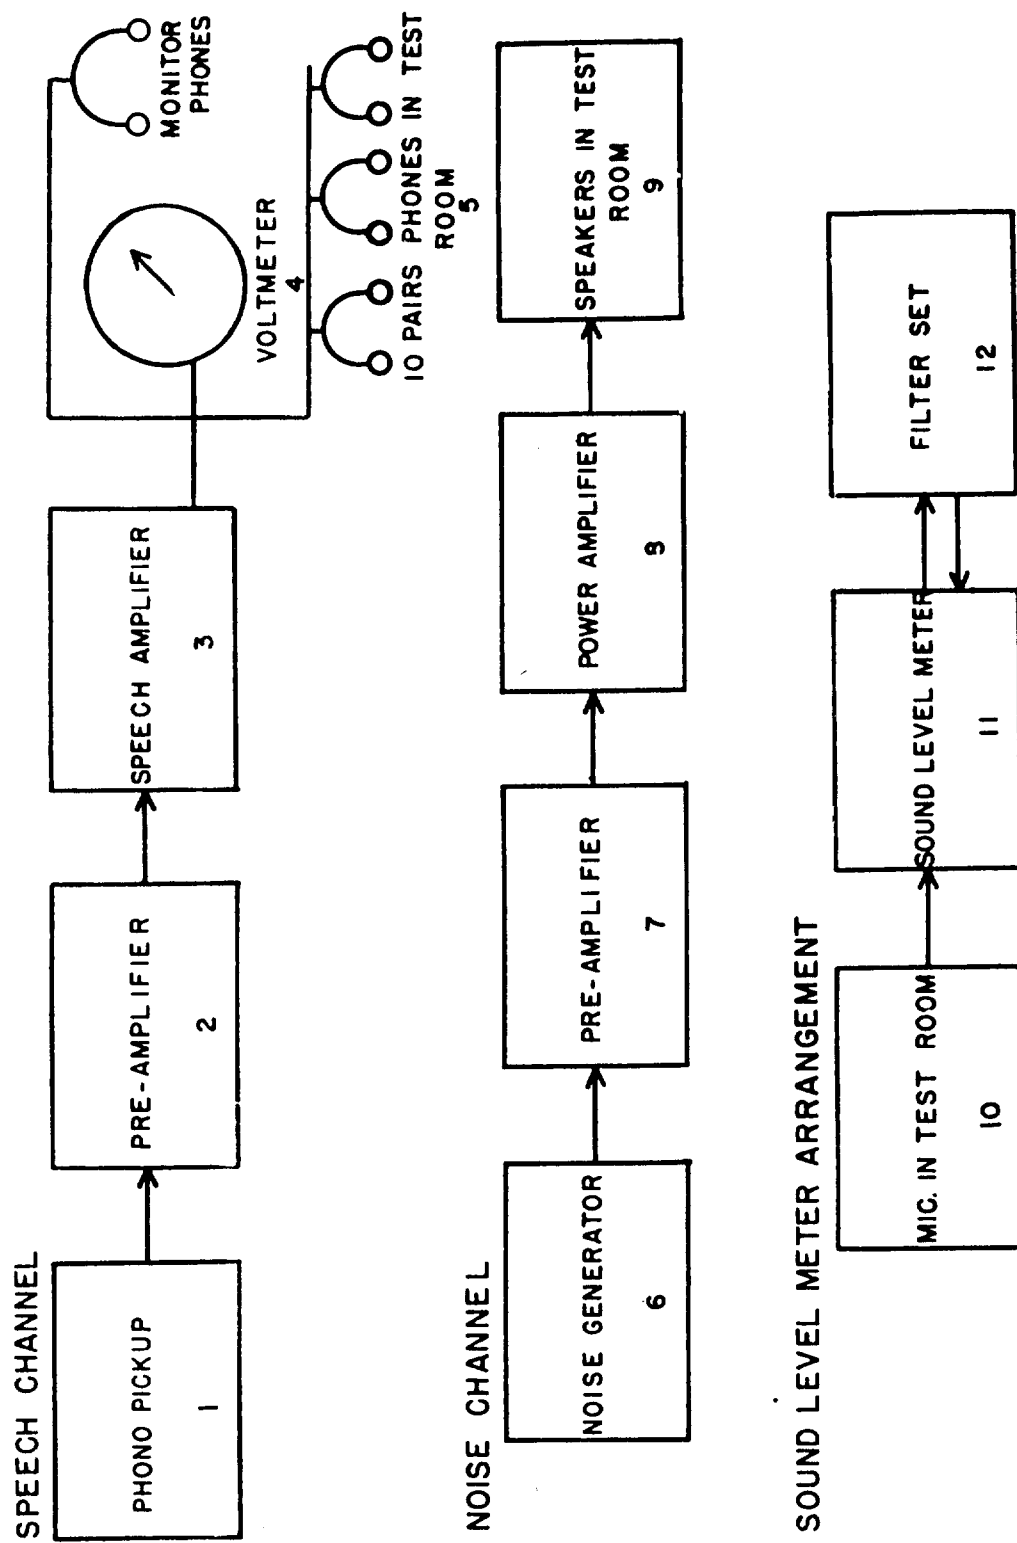 SPEECH CHANNEL
PHONO PICKUP
1
PRE-AMPLIFIER
2
SPEECH AMPLIFIER
3
VOLTMETER
4
MONITOR
PHONES
10 PAIRS PHONES IN TEST
ROOM
5
NOISE CHANNEL
NOISE GENERATOR
6
PRE-AMPLIFIER
7
POWER AMPLIFIER
8
SPEAKERS IN TEST
ROOM
9
SOUND LEVEL METER ARRANGEMENT
MIC. IN TEST ROOM
10
SOUND LEVEL METER
11
FILTER SET
12